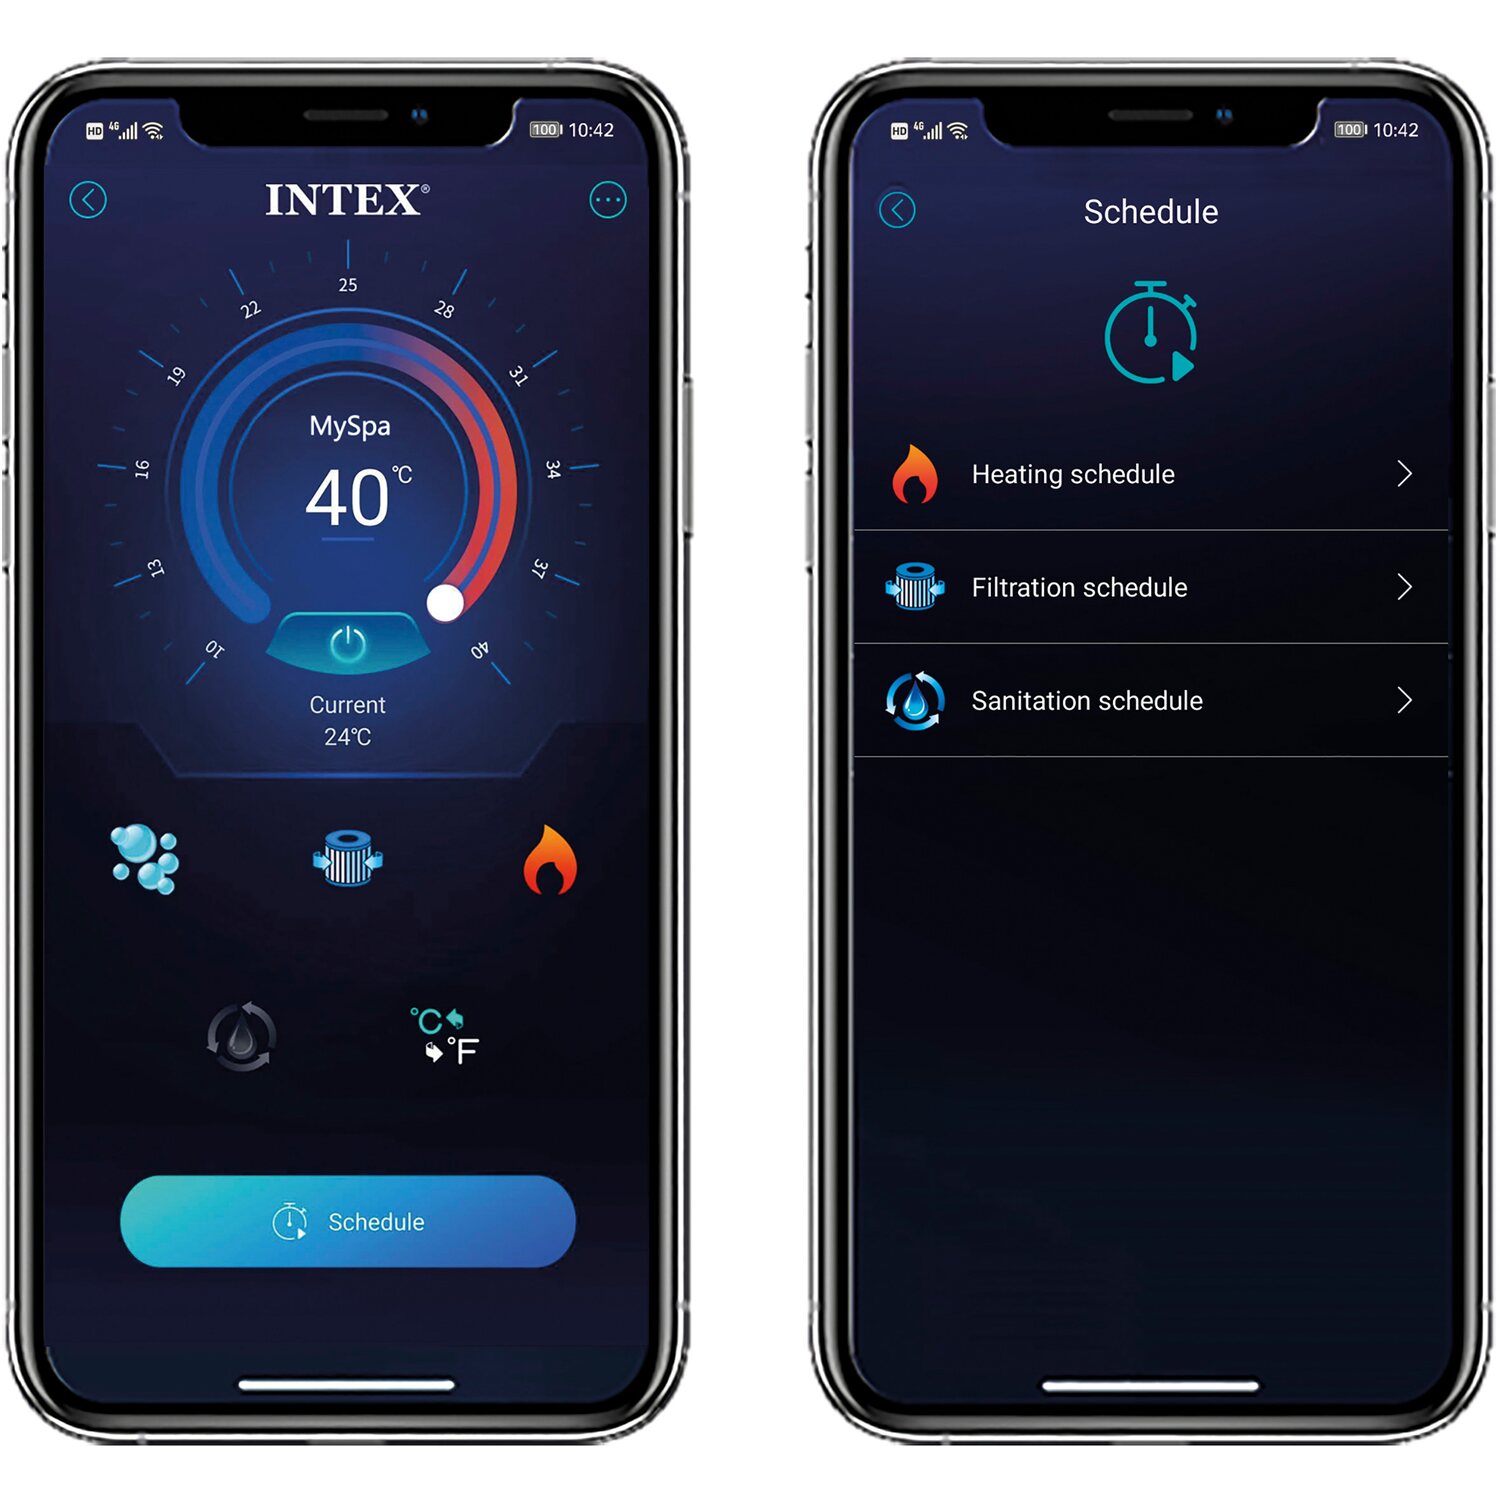 HD 4G 100 10:42
INTEX®
10
13
16
19
22
25
28
31
34
37
40
MySpa
40°C
Current
24°C
°C
°F
Schedule
HD 4G 100 10:42
Schedule
Heating schedule
Filtration schedule
Sanitation schedule